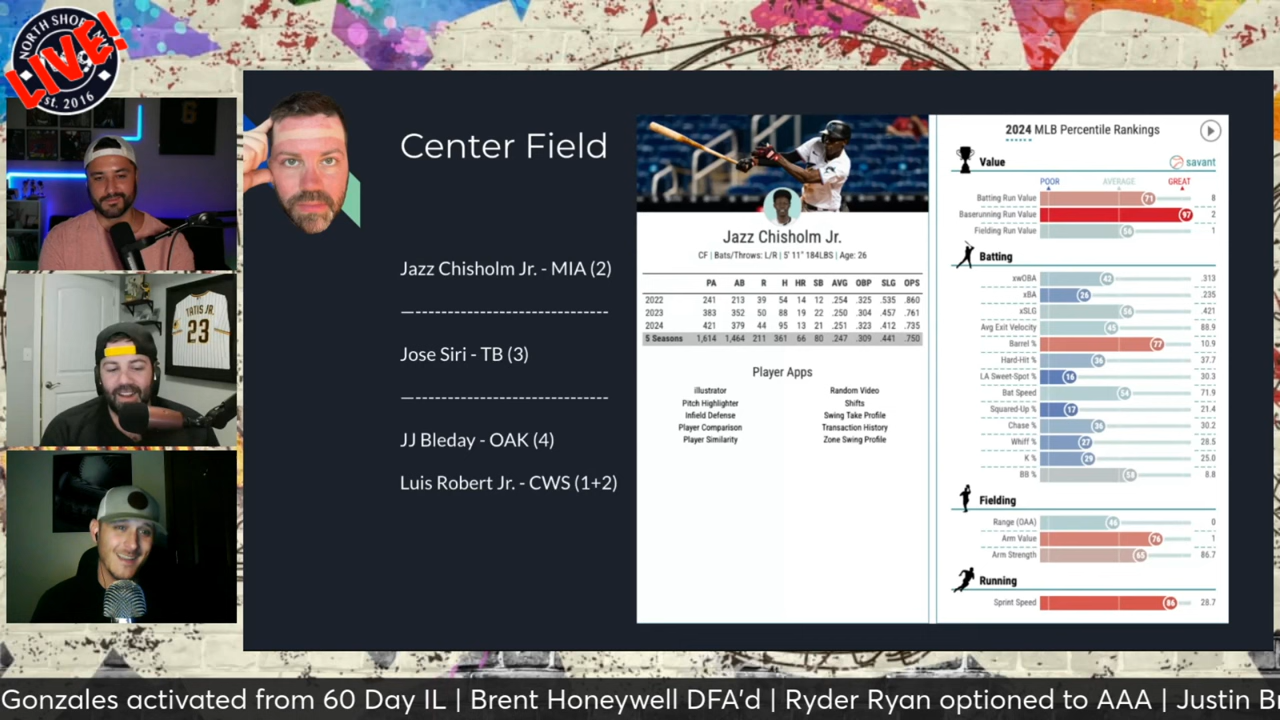 NORTH SHORE
LIVE!
est. 2016
TATIS JR.
23
Center Field
Jazz Chisholm Jr. - MIA (2)
Jose Siri - TB (3)
JJ Bleday - OAK (4)
Luis Robert Jr. - CWS (1+2)
Jazz Chisholm Jr.
CF | Bats/Throws: L/R | 5' 11" 184LBS | Age: 26
PA AB R H HR SB AVG OBP SLG OPS
2022 241 213 39 54 14 12 .254 .325 .535 .860
2023 383 352 50 88 19 22 .250 .304 .457 .761
2024 421 379 44 95 13 21 .251 .323 .412 .735
5 Seasons 1,614 1,464 211 361 66 80 .247 .309 .441 .750
Player Apps
illustrator Random Video
Pitch Highlighter Shifts
Infield Defense Swing Take Profile
Player Comparison Transaction History
Player Similarity Zone Swing Profile
2024 MLB Percentile Rankings
Value savant
POOR AVERAGE GREAT
Batting Run Value 71 8
Baserunning Run Value 97 2
Fielding Run Value 1
Batting
xwOBA .313
xBA 26 .235
xSLG .421
Avg Exit Velocity 45 88.9
Barrel % 77 10.9
Hard-Hit % 36 37.7
LA Sweet-Spot % 16 30.3
Bat Speed 71.9
Squared-Up % 17 21.4
Chase % 36 30.2
Whiff % 27 28.5
K % 29 25.0
BB % 8.8
Fielding
Range (OAA) 46 0
Arm Value 76 1
Arm Strength 65 86.7
Running
Sprint Speed 86 28.7
Gonzales activated from 60 Day IL | Brent Honeywell DFA'd | Ryder Ryan optioned to AAA | Justin B